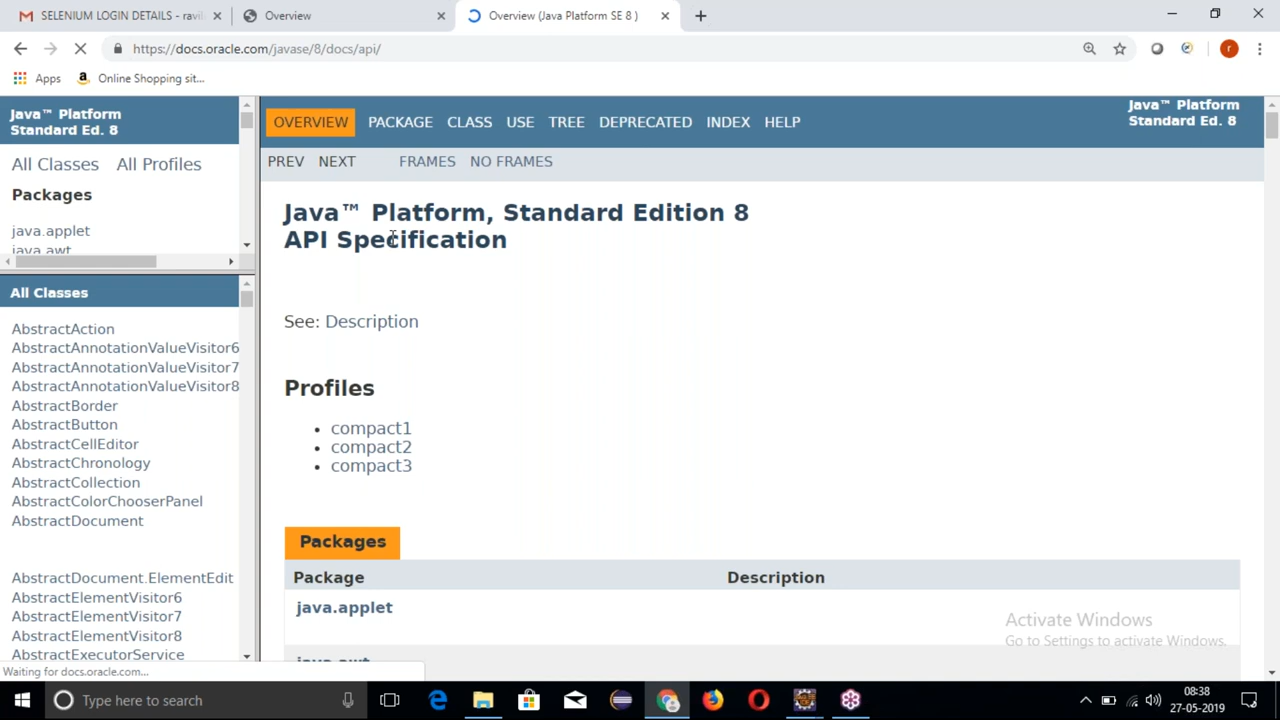 SELENIUM LOGIN DETAILS - ravil
Overview
Overview (Java Platform SE 8 )
https://docs.oracle.com/javase/8/docs/api/
r
Apps
Online Shopping sit...
Java™ Platform
Standard Ed. 8
All Classes All Profiles
Packages
java.applet
java.awt
All Classes
AbstractAction
AbstractAnnotationValueVisitor6
AbstractAnnotationValueVisitor7
AbstractAnnotationValueVisitor8
AbstractBorder
AbstractButton
AbstractCellEditor
AbstractChronology
AbstractCollection
AbstractColorChooserPanel
AbstractDocument
AbstractDocument.ElementEdit
AbstractElementVisitor6
AbstractElementVisitor7
AbstractElementVisitor8
AbstractExecutorService
OVERVIEW PACKAGE CLASS USE TREE DEPRECATED INDEX HELP
Java™ Platform
Standard Ed. 8
PREV NEXT FRAMES NO FRAMES
Java™ Platform, Standard Edition 8
API Specification
See: Description
Profiles
• compact1
• compact2
• compact3
Packages
Package Description
java.applet
java.awt
Activate Windows
Go to Settings to activate Windows.
Waiting for docs.oracle.com...
Type here to search
08:38
27-05-2019